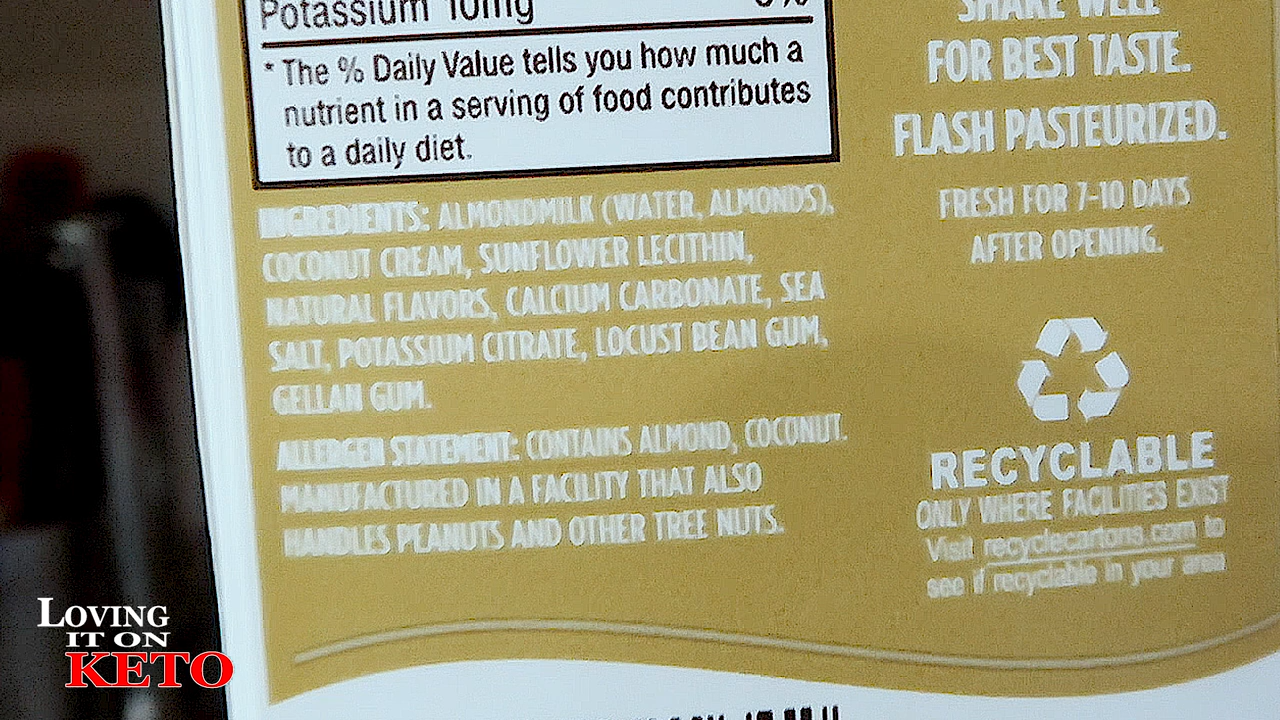 Potassium 10mg 0%
* The % Daily Value tells you how much a
nutrient in a serving of food contributes
to a daily diet.
INGREDIENTS: ALMONDMILK (WATER, ALMONDS),
COCONUT CREAM, SUNFLOWER LECITHIN,
NATURAL FLAVORS, CALCIUM CARBONATE, SEA
SALT, POTASSIUM CITRATE, LOCUST BEAN GUM,
GELLAN GUM.
ALLERGEN STATEMENT: CONTAINS ALMOND, COCONUT.
MANUFACTURED IN A FACILITY THAT ALSO
HANDLES PEANUTS AND OTHER TREE NUTS.
SHAKE WELL
FOR BEST TASTE.
FLASH PASTEURIZED.
FRESH FOR 7-10 DAYS
AFTER OPENING.
RECYCLABLE
ONLY WHERE FACILITIES EXIST
Visit recyclecartons.com to
see if recyclable in your area
LOVING
IT ON
KETO